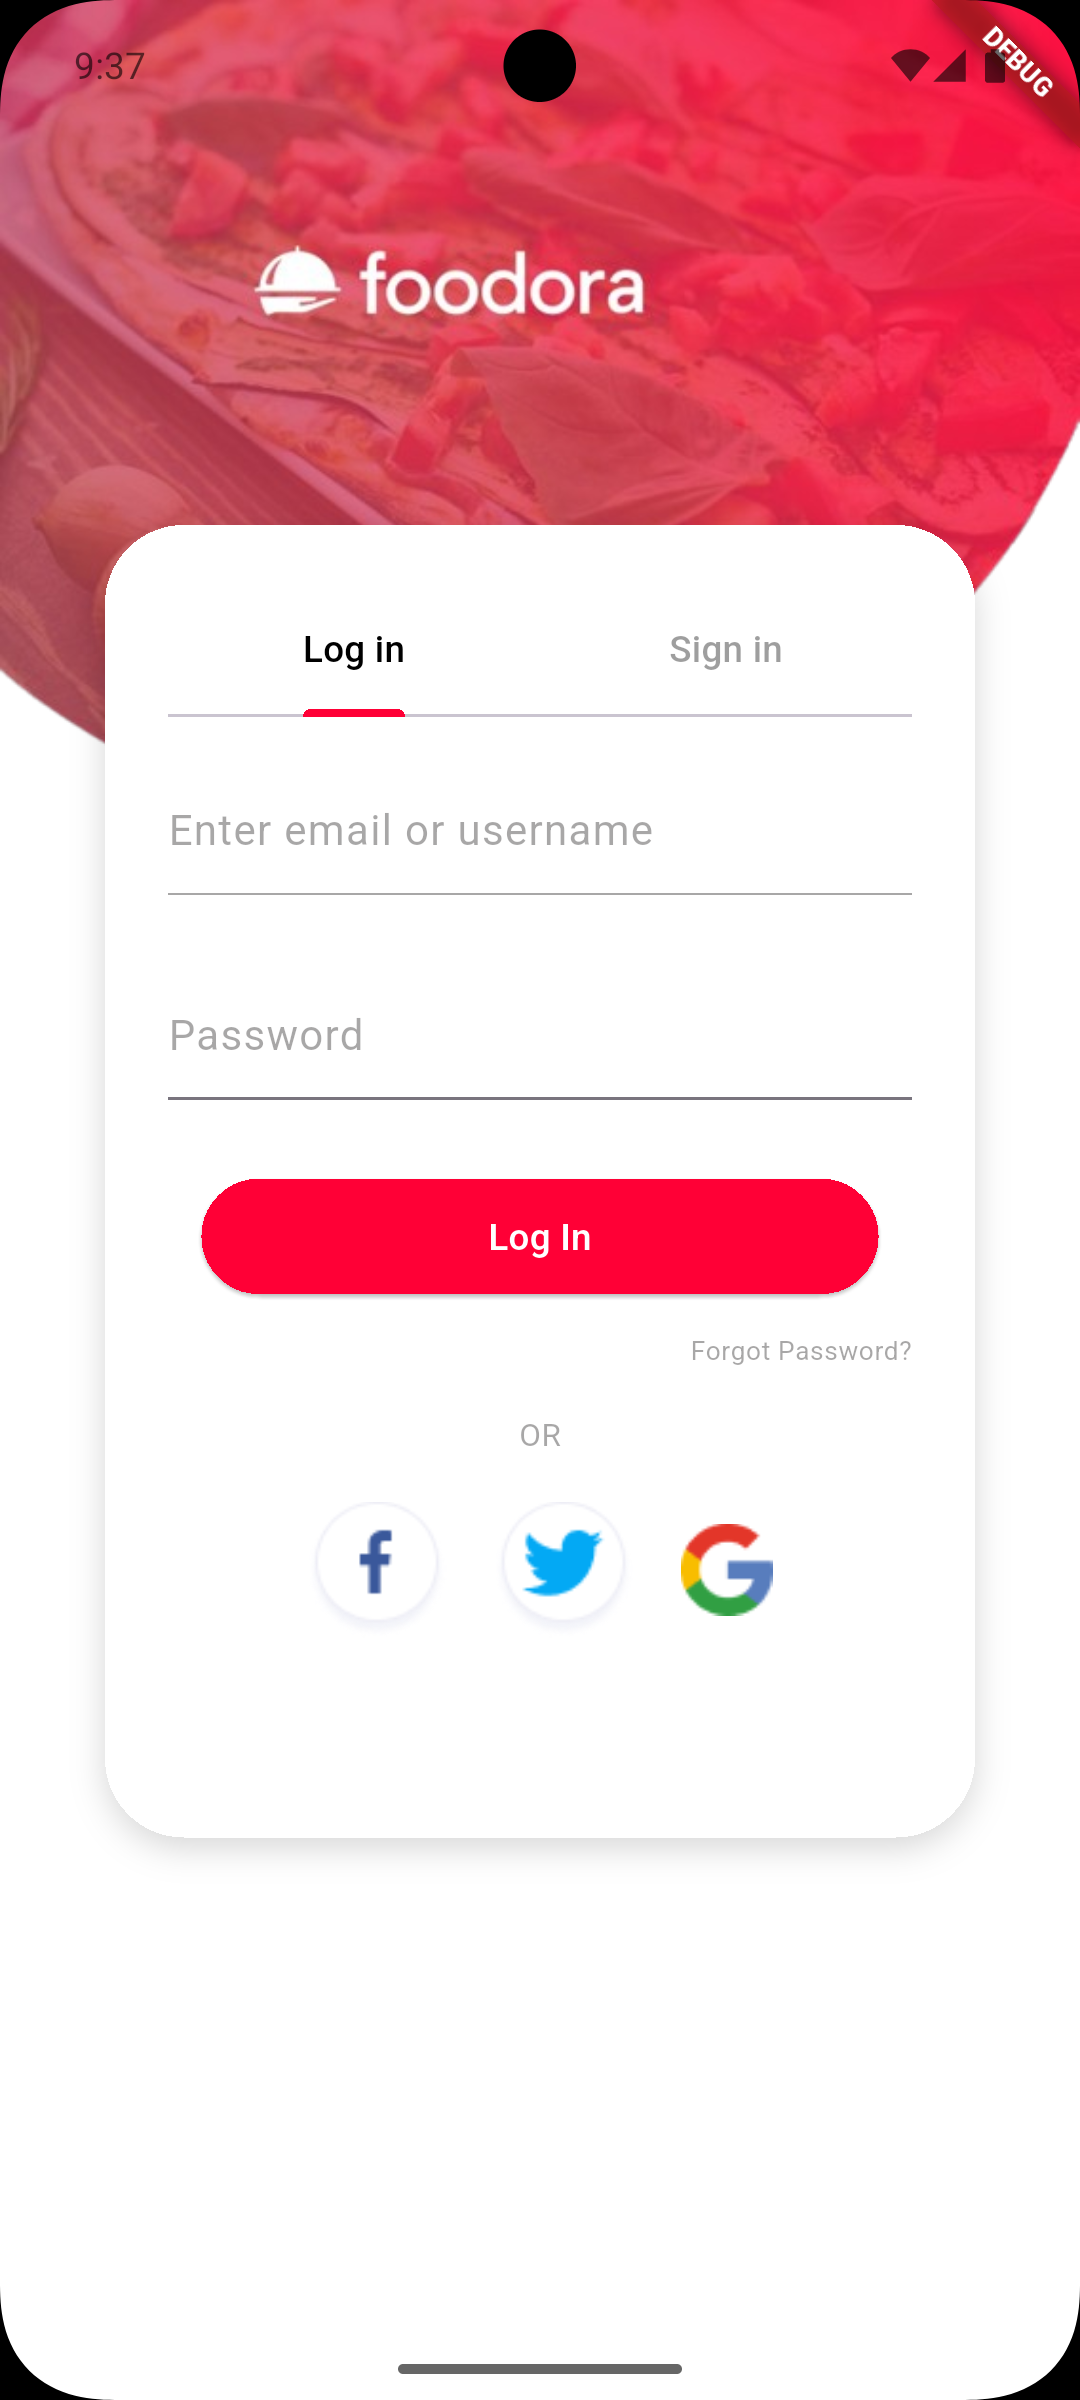 9:37
DEBUG
foodora
Log in
Sign in
Enter email or username
Password
Log In
Forgot Password?
OR